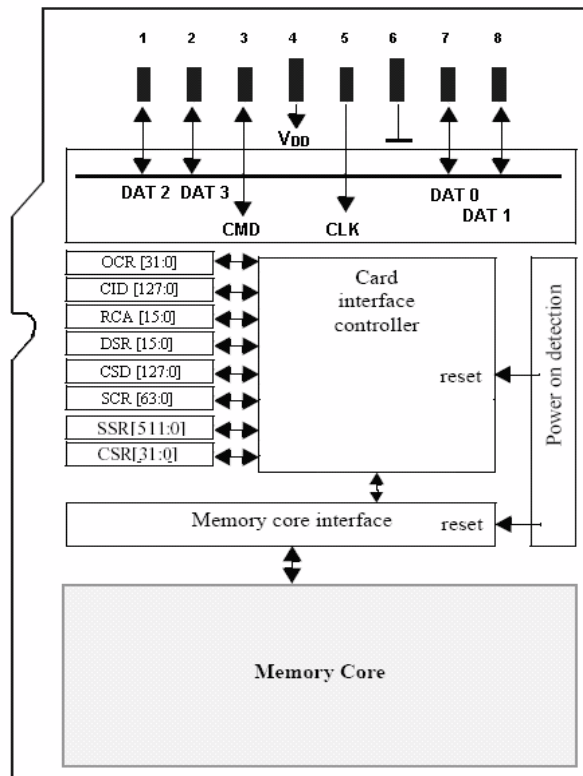 1 2 3 4 5 6 7 8
VDD
DAT 2 DAT 3 DAT 0
DAT 1
CMD CLK
OCR [31:0]
CID [127:0]
RCA [15:0]
DSR [15:0]
CSD [127:0]
SCR [63:0]
SSR[511:0]
CSR[31:0]
Card
interface
controller
reset
Power on detection
Memory core interface
reset
Memory Core